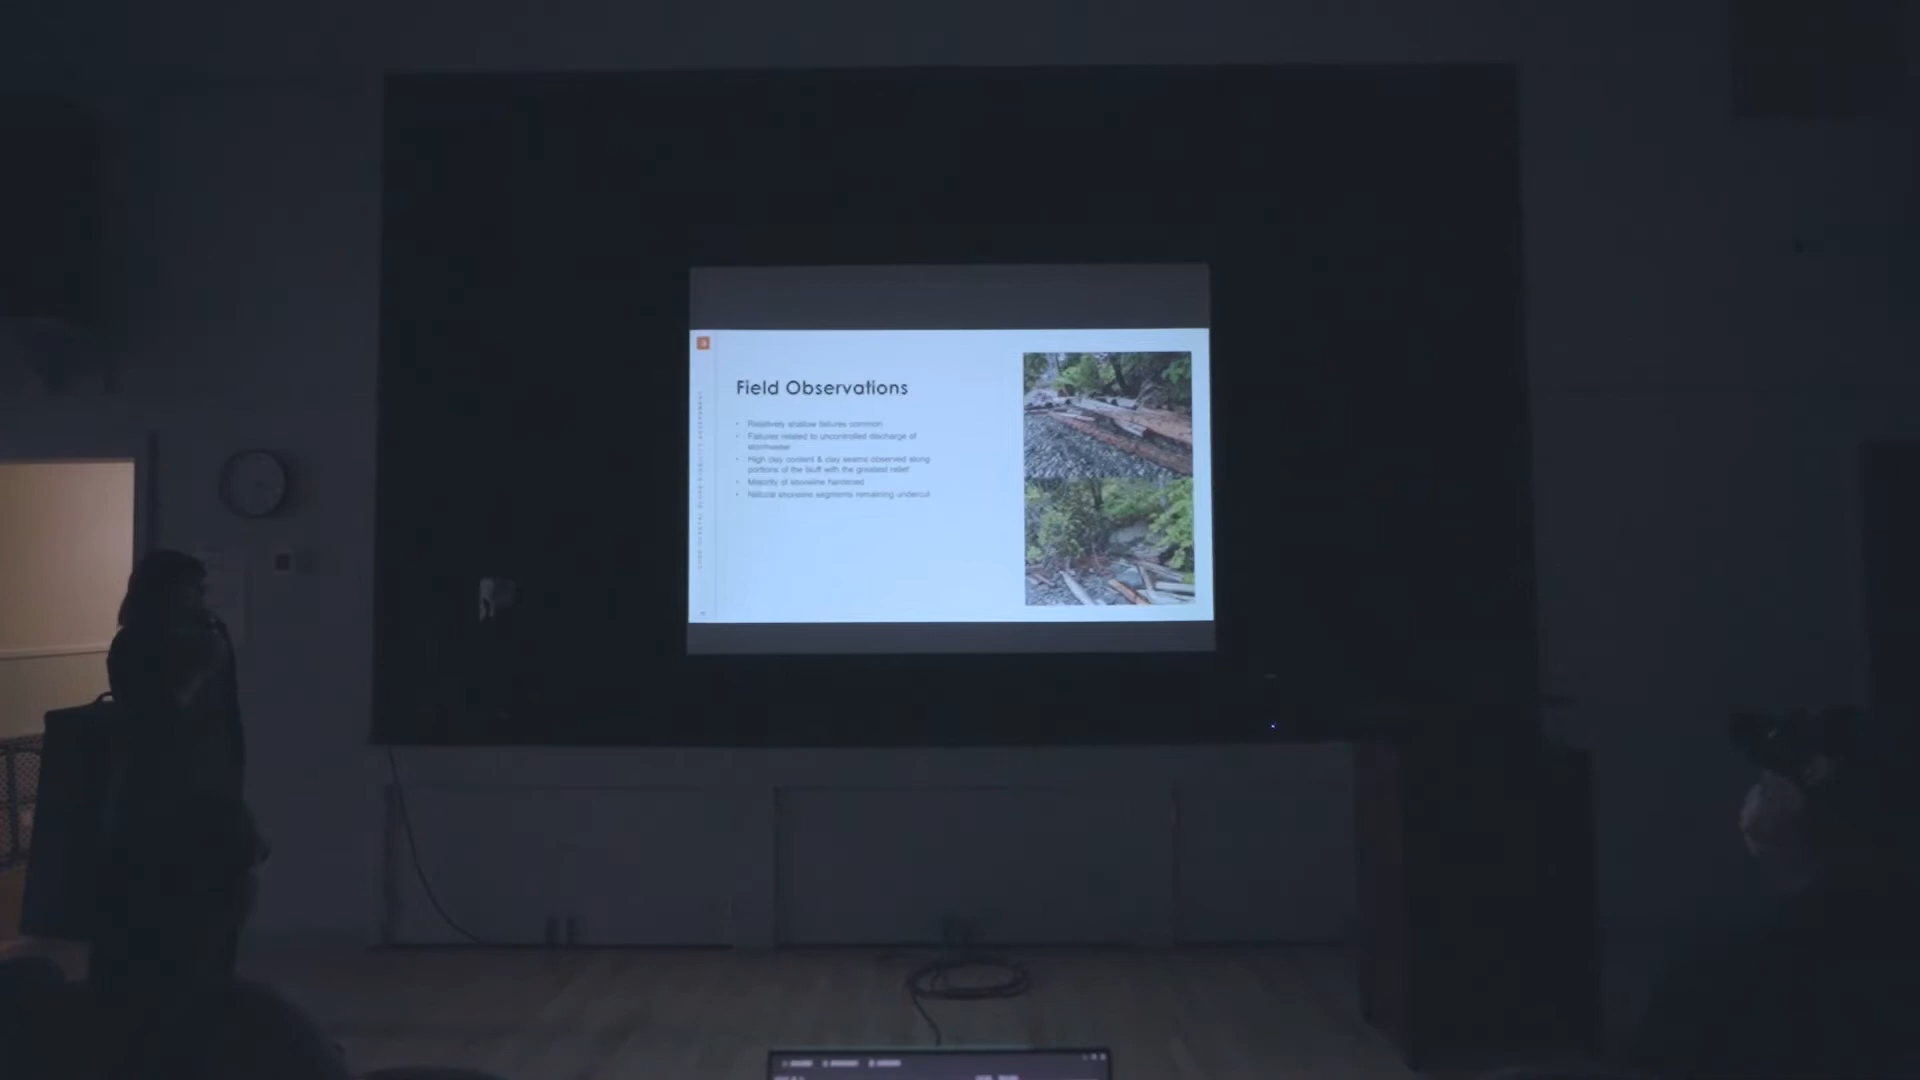 Field Observations
• Relatively shallow failures common
• Failures related to uncontrolled discharge of
stormwater
• High clay content & clay seams observed along
portions of the bluff with the greatest relief
• Majority of shoreline hardened
• Natural shoreline segments remaining undercut